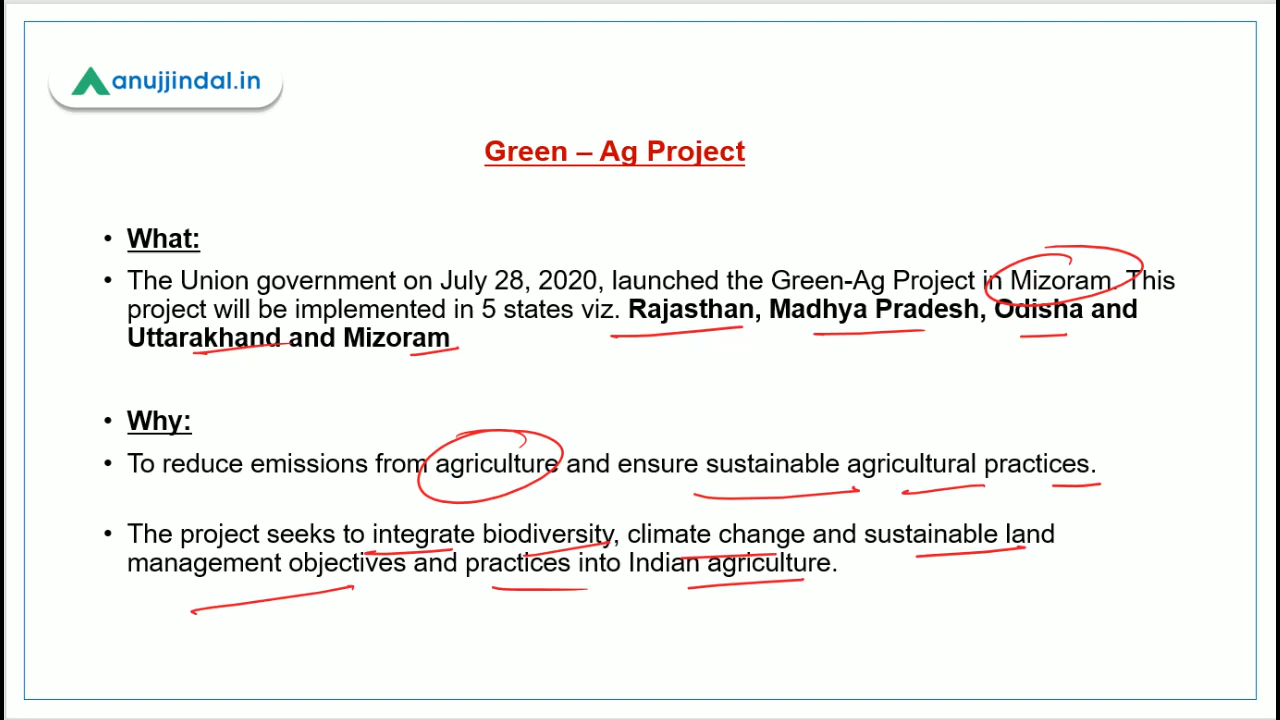 anujjindal.in
Green – Ag Project
• What:
• The Union government on July 28, 2020, launched the Green-Ag Project in Mizoram. This
project will be implemented in 5 states viz. Rajasthan, Madhya Pradesh, Odisha and
Uttarakhand and Mizoram
• Why:
• To reduce emissions from agriculture and ensure sustainable agricultural practices.
• The project seeks to integrate biodiversity, climate change and sustainable land
management objectives and practices into Indian agriculture.